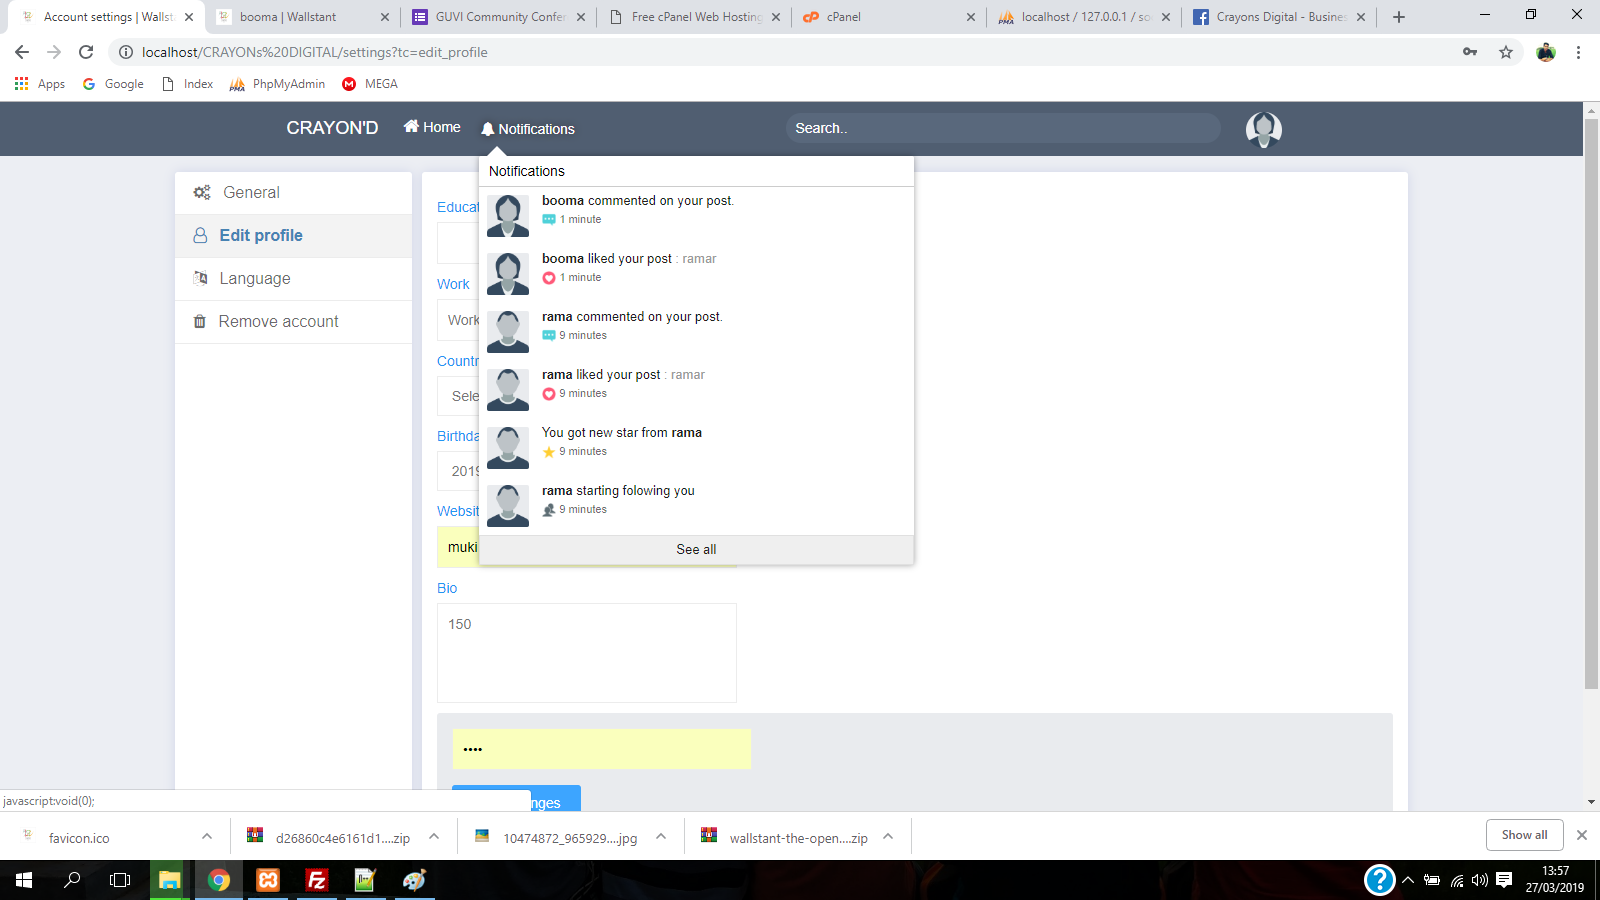 Account settings | Wallst
booma | Wallstant
GUVI Community Confer
Free cPanel Web Hosting
cPanel
localhost / 127.0.0.1 / so
Crayons Digital - Busines
localhost/CRAYONs%20DIGITAL/settings?tc=edit_profile
Apps
Google
Index
PhpMyAdmin
MEGA
CRAYON'D
Home
Notifications
Search..
General
Edit profile
Language
Remove account
Notifications
booma commented on your post.
1 minute
booma liked your post : ramar
1 minute
rama commented on your post.
9 minutes
rama liked your post : ramar
9 minutes
You got new star from rama
9 minutes
rama starting folowing you
9 minutes
See all
Educat
Work
Work
Countr
Sele
Birthda
2019
Websit
muki
Bio
150
••••
nges
javascript:void(0);
favicon.ico
d26860c4e6161d1....zip
10474872_965929....jpg
wallstant-the-open....zip
Show all
13:57
27/03/2019